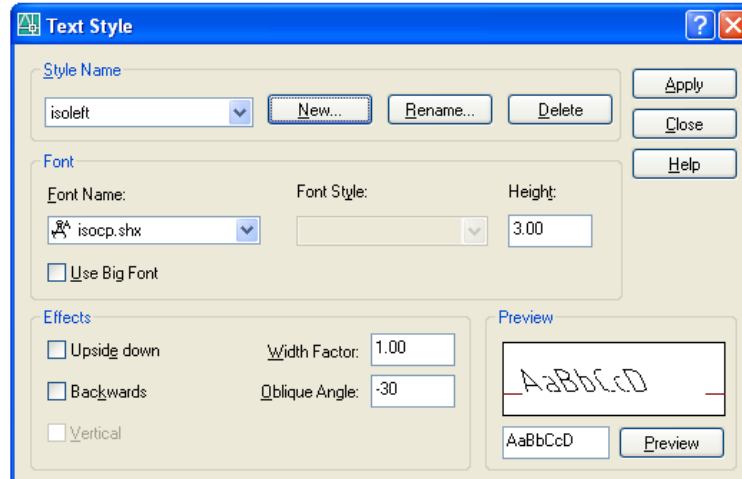 Text Style
Style Name
isoleft
New...
Rename...
Delete
Apply
Close
Help
Font
Font Name:
Font Style:
Height:
isocp.shx
3.00
Use Big Font
Effects
Upside down
Width Factor:
1.00
Backwards
Oblique Angle:
-30
Vertical
Preview
AaBbCcD
AaBbCcD
Preview